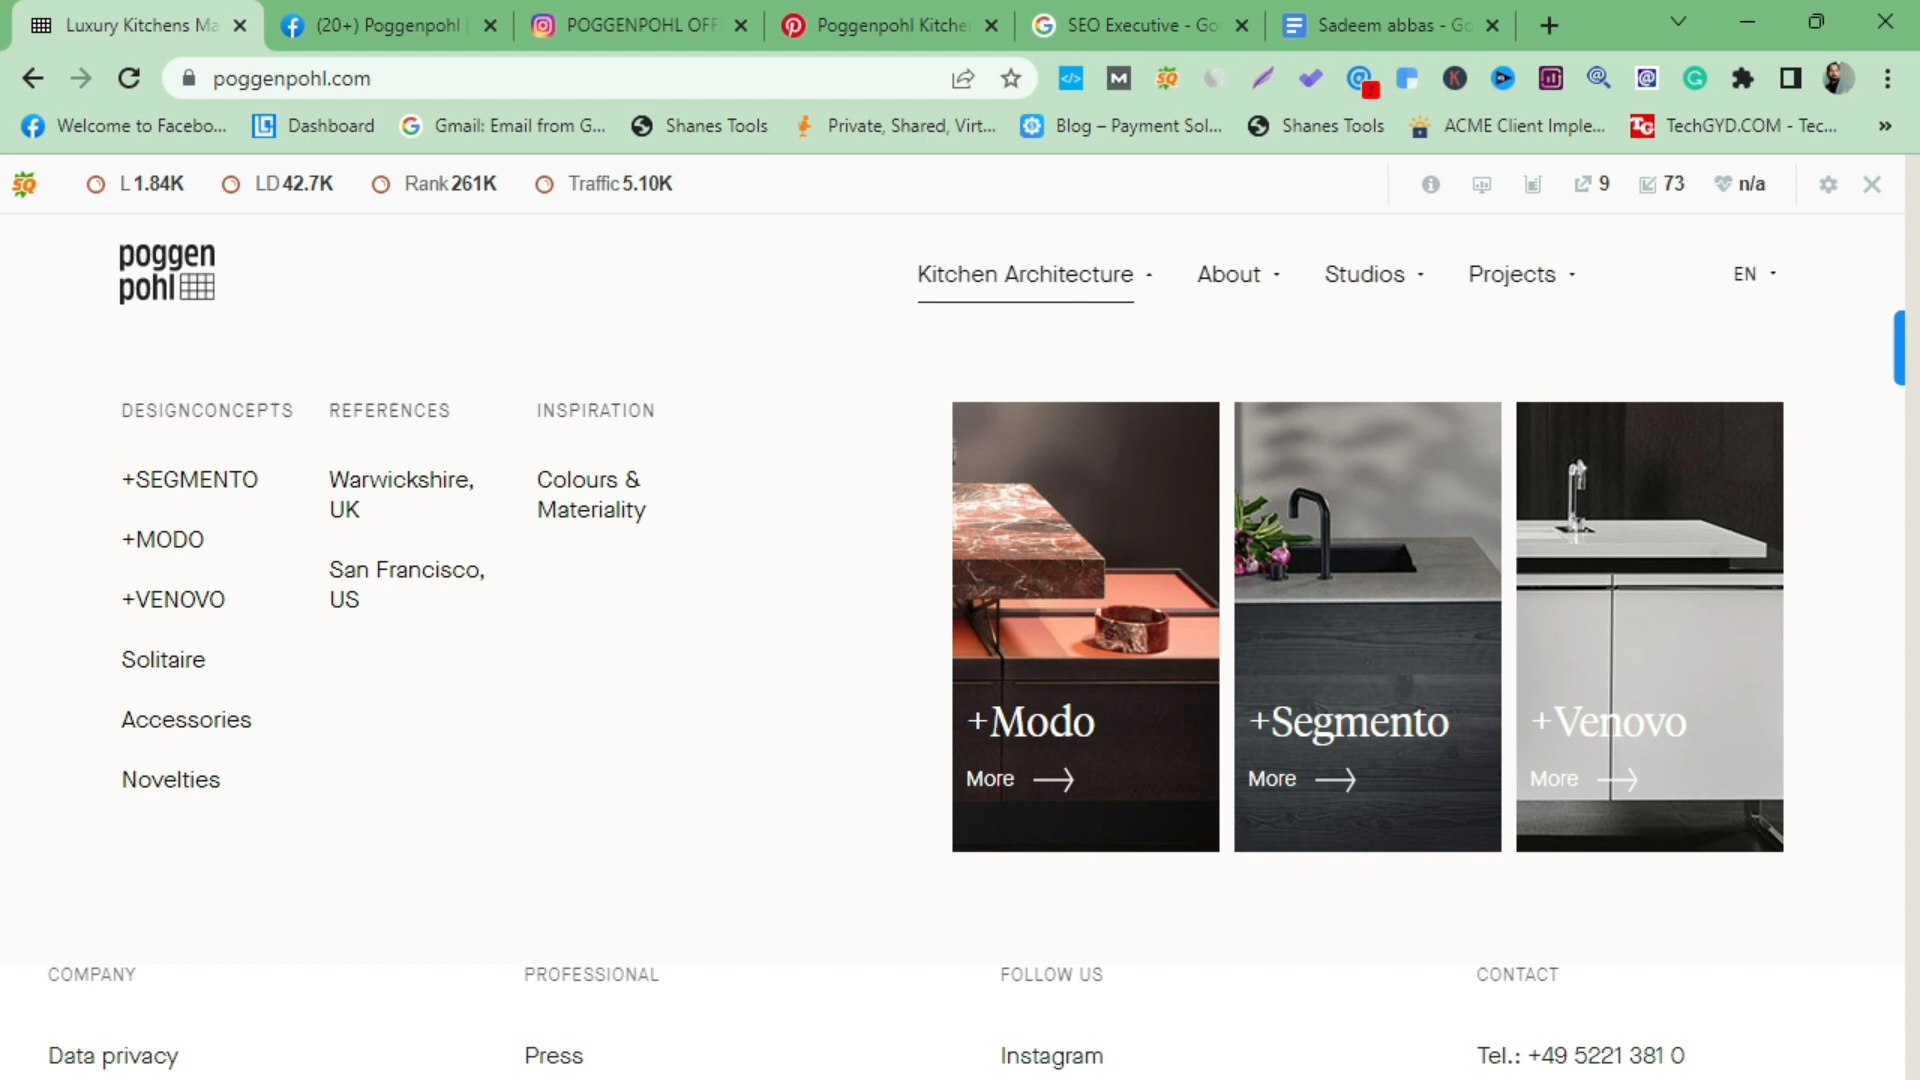 Luxury Kitchens Ma
(20+) Poggenpohl
POGGENPOHL OFF
Poggenpohl Kitche
SEO Executive - Go
Sadeem abbas - Go
poggenpohl.com
7
Welcome to Facebo...
Dashboard
Gmail: Email from G...
Shanes Tools
Private, Shared, Virt...
Blog – Payment Sol...
Shanes Tools
ACME Client Imple...
TechGYD.COM - Tec...
L 1.84K
LD 42.7K
Rank 261K
Traffic 5.10K
9
73
n/a
poggen
pohl
Kitchen Architecture
About
Studios
Projects
EN
DESIGNCONCEPTS
+SEGMENTO
+MODO
+VENOVO
Solitaire
Accessories
Novelties
REFERENCES
Warwickshire,
UK
San Francisco,
US
INSPIRATION
Colours &
Materiality
+Modo
More
+Segmento
More
+Venovo
More
COMPANY
PROFESSIONAL
FOLLOW US
CONTACT
Data privacy
Press
Instagram
Tel.: +49 5221 381 0